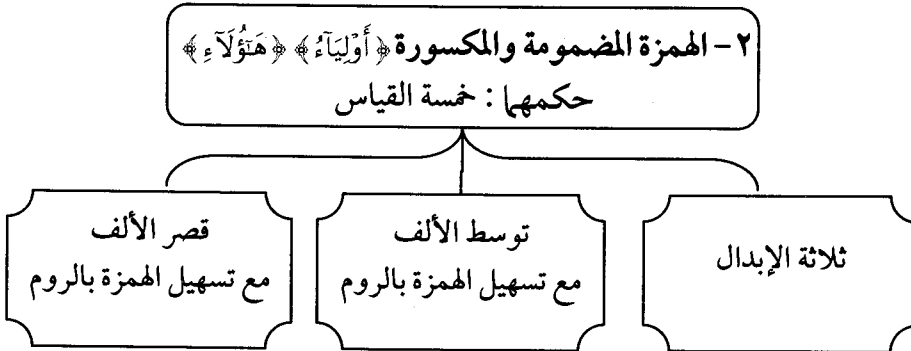 ٢ – الهمزة المضمومة والمكسورة ﴿ أَوْلِيَآءُ ﴾ ﴿ هَـٰٓؤُلَآءِ ﴾
حكمهما : خمسة القياس
ثلاثة الإبدال
توسط الألف
مع تسهيل الهمزة بالروم
قصر الألف
مع تسهيل الهمزة بالروم